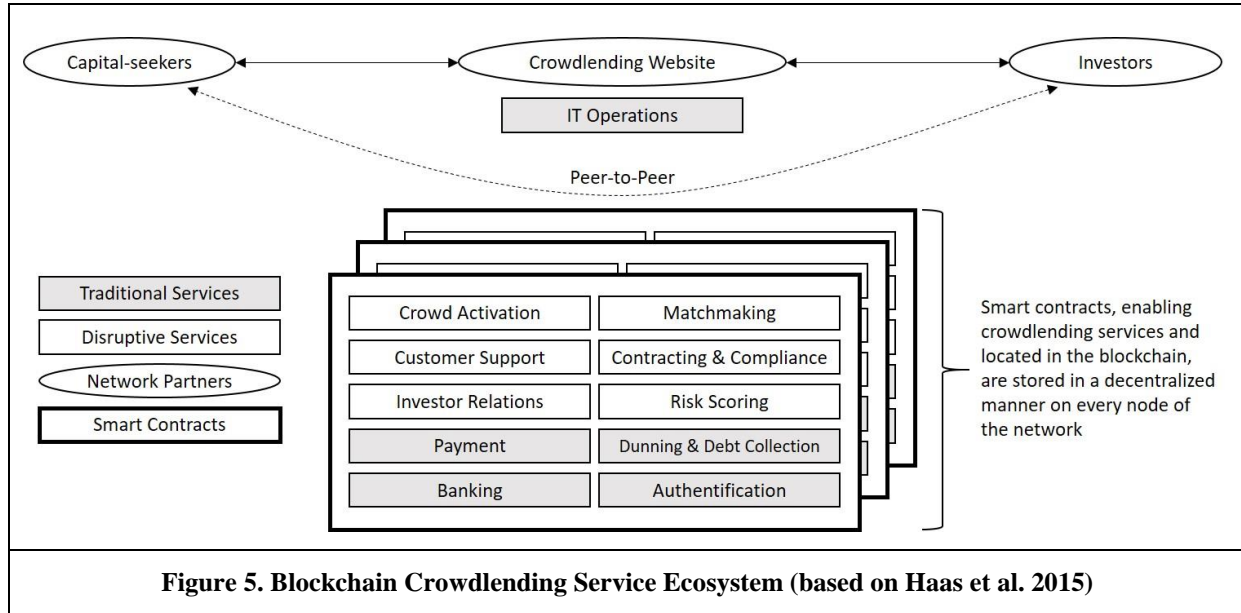 Capital-seekers
Crowdlending Website
Investors
IT Operations
Peer-to-Peer
Traditional Services
Disruptive Services
Network Partners
Smart Contracts
Crowd Activation
Matchmaking
Customer Support
Contracting & Compliance
Investor Relations
Risk Scoring
Payment
Dunning & Debt Collection
Banking
Authentification
Smart contracts, enabling
crowdlending services and
located in the blockchain,
are stored in a decentralized
manner on every node of
the network
Figure 5. Blockchain Crowdlending Service Ecosystem (based on Haas et al. 2015)